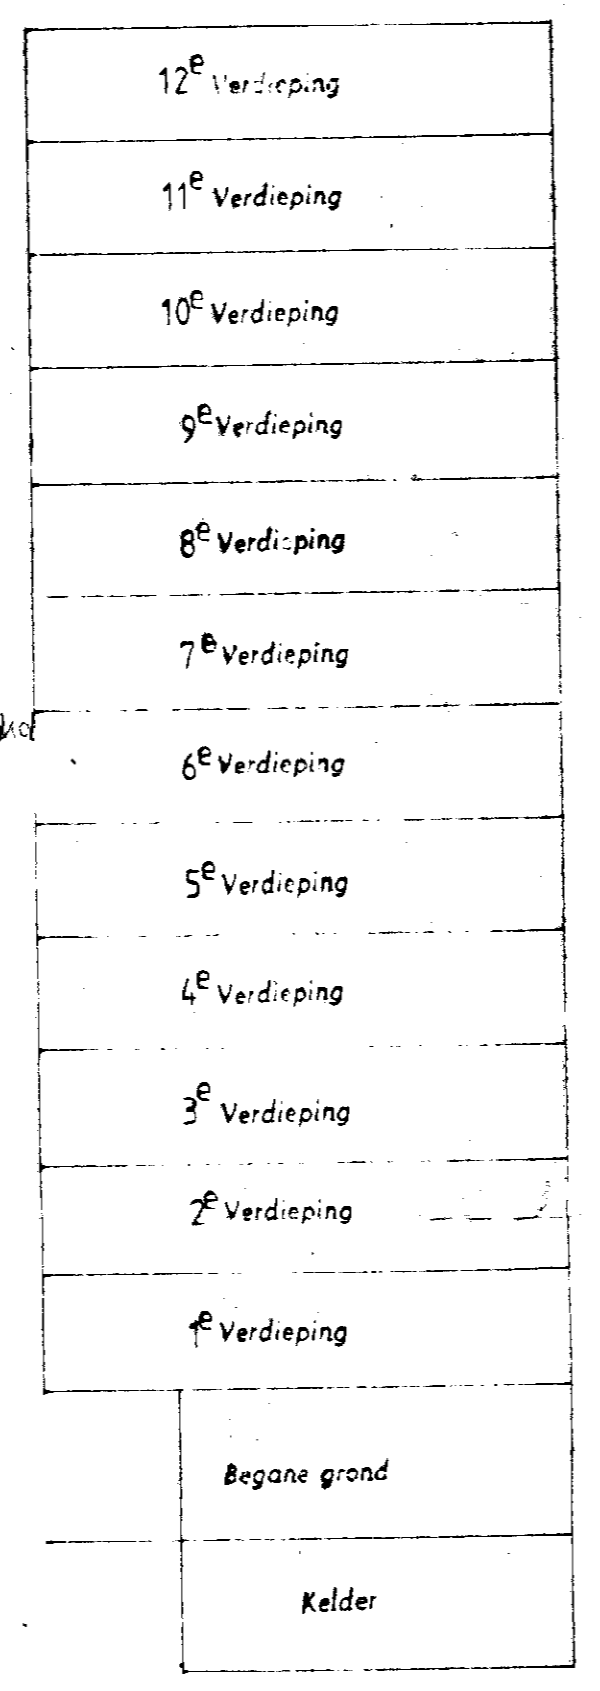 12e Verdieping
11e Verdieping
10e Verdieping
9e Verdieping
8e Verdieping
7e Verdieping
6e Verdieping
5e Verdieping
4e Verdieping
3e Verdieping
2e Verdieping
1e Verdieping
Begane grond
Kelder